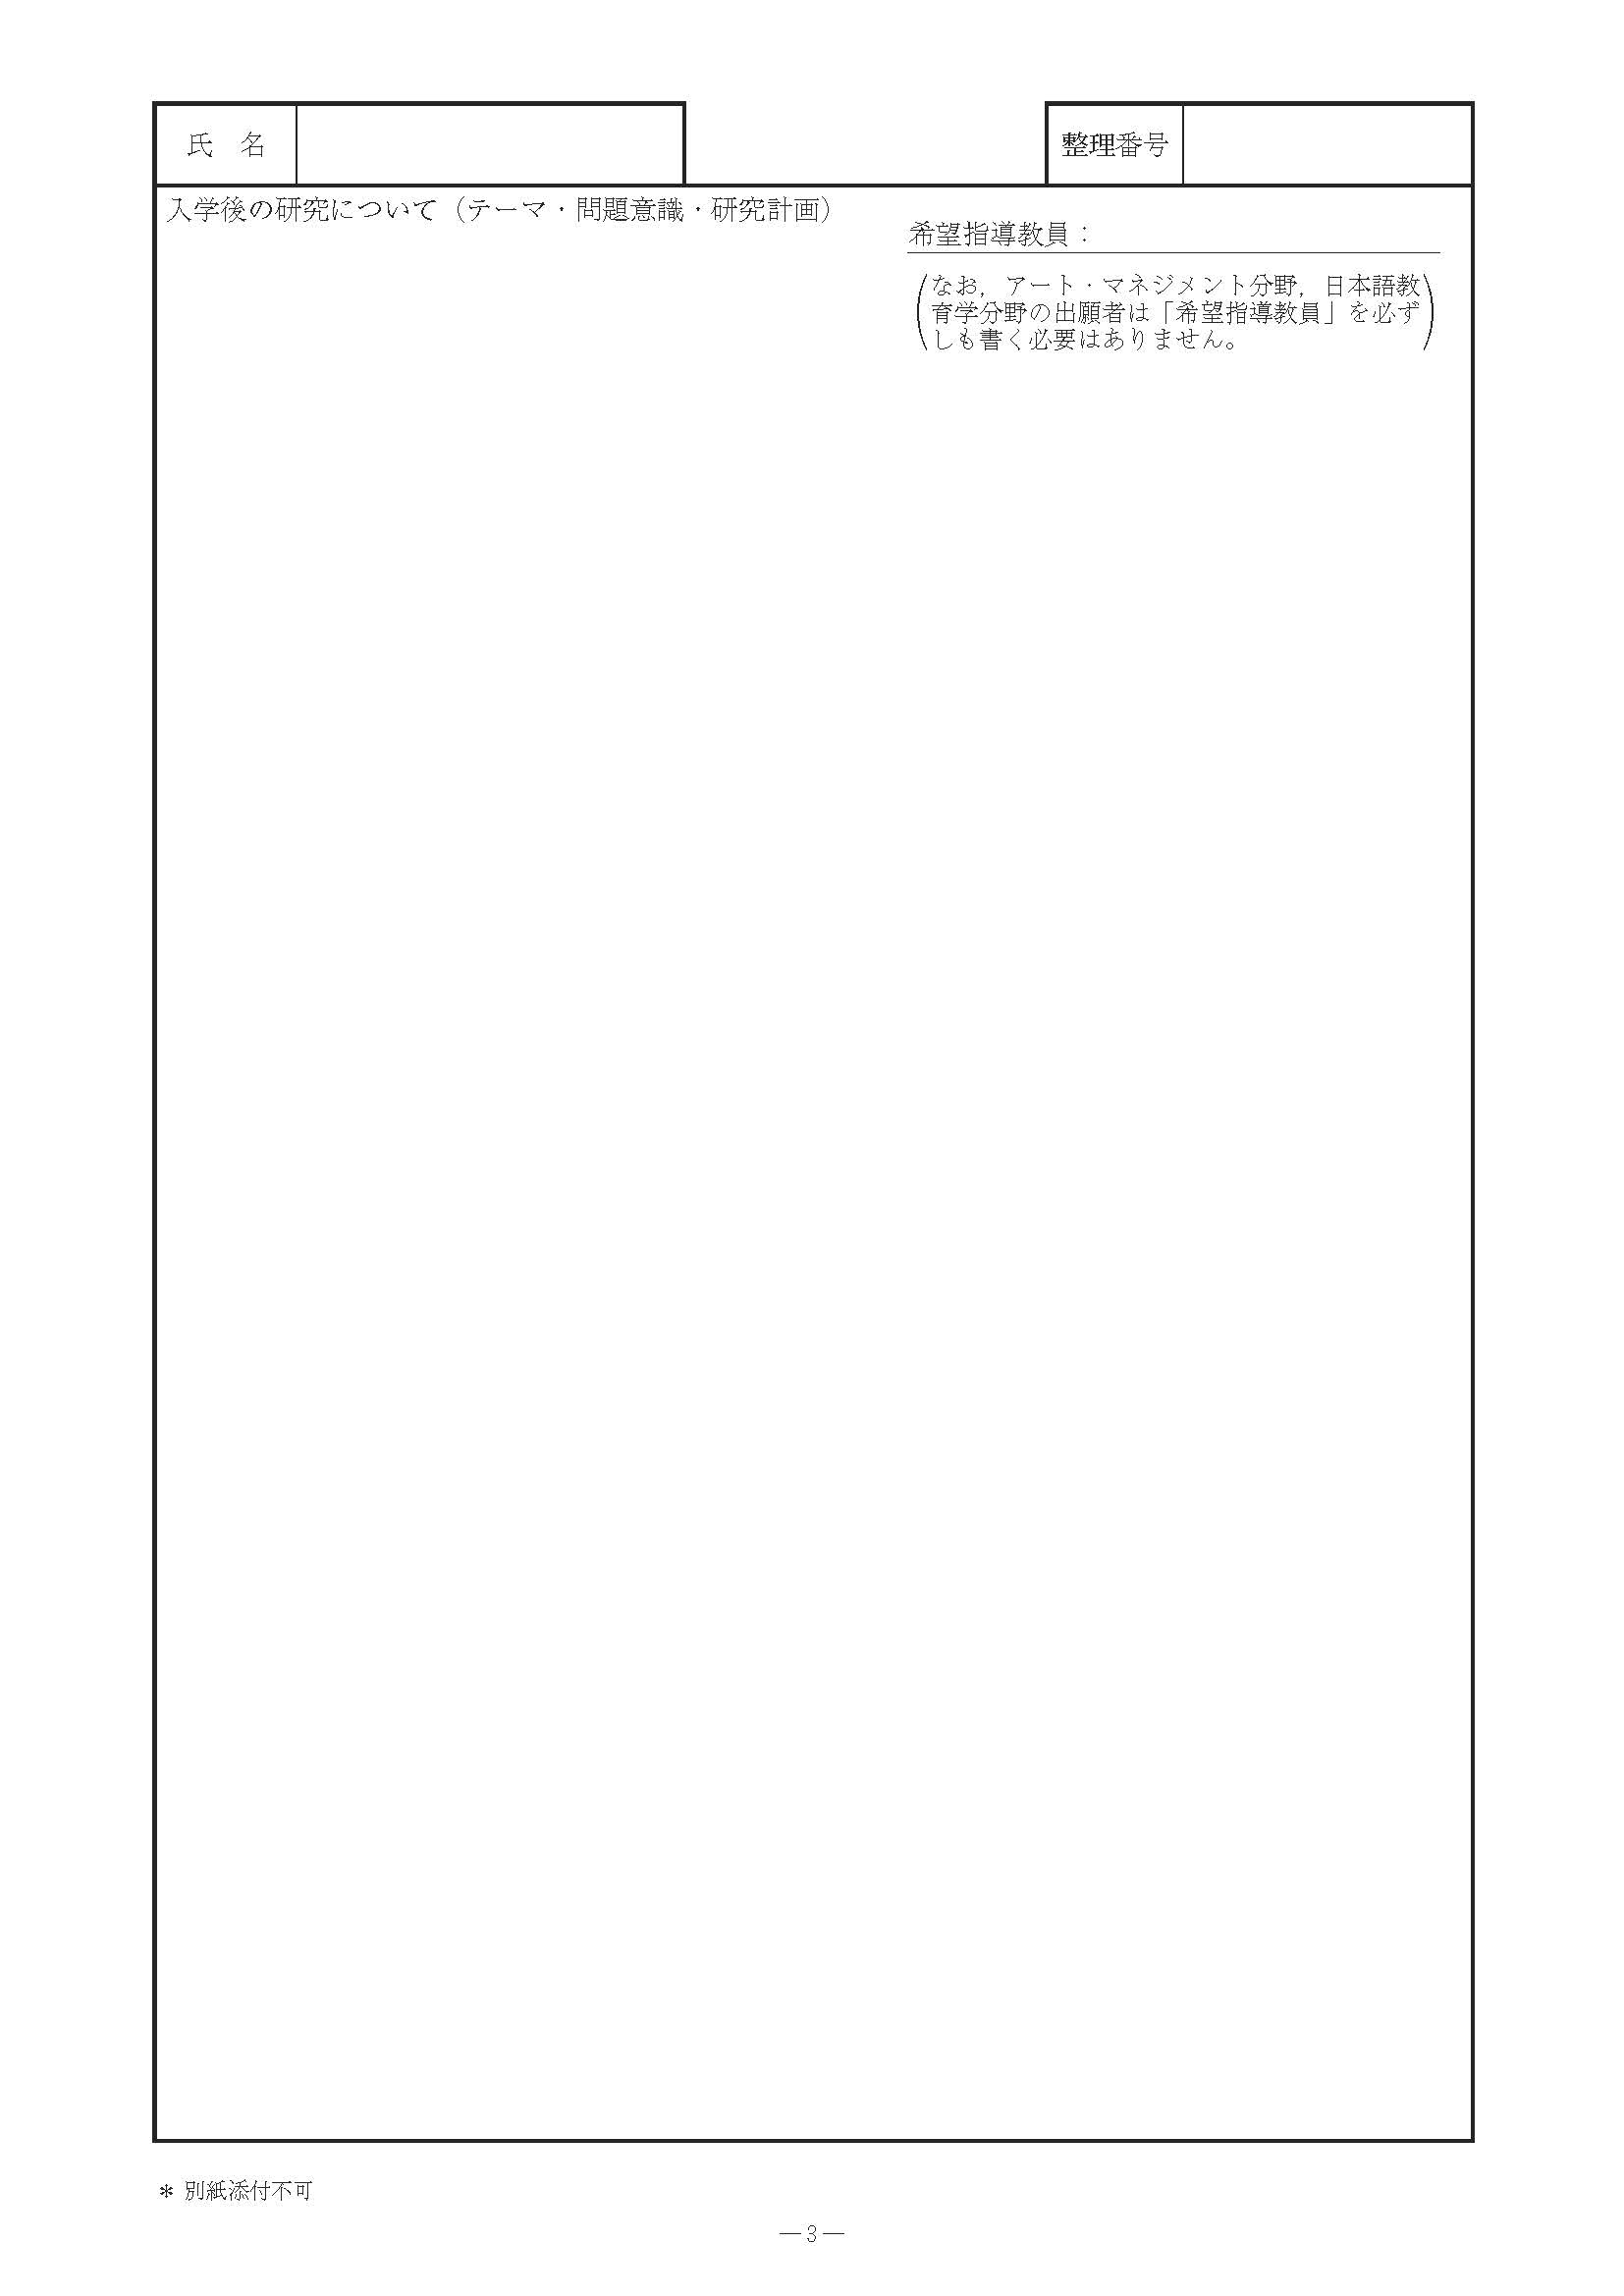 氏　名
整理番号
入学後の研究について（テーマ・問題意識・研究計画）
希望指導教員：
（なお，アート・マネジメント分野，日本語教
育学分野の出願者は「希望指導教員」を必ず
しも書く必要はありません。）
＊ 別紙添付不可
― 3 ―